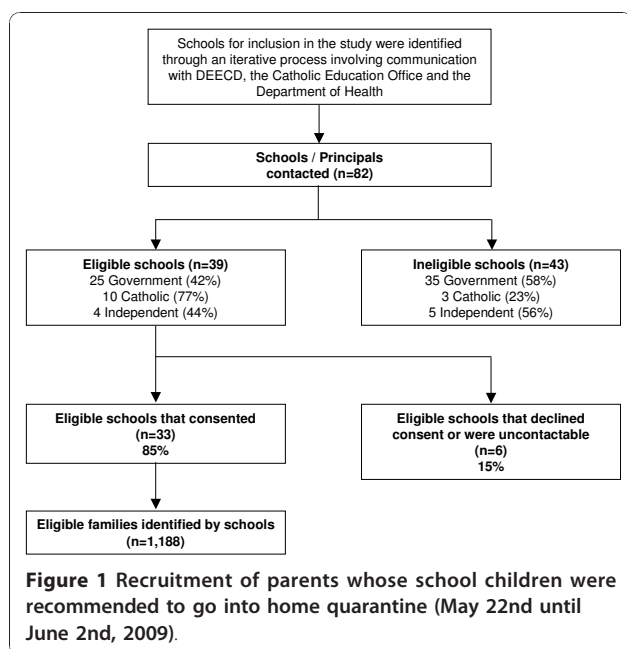 Schools for inclusion in the study were identified
through an iterative process involving communication
with DEECD, the Catholic Education Office and the
Department of Health
Schools / Principals
contacted (n=82)
Eligible schools (n=39)
25 Government (42%)
10 Catholic (77%)
4 Independent (44%)
Ineligible schools (n=43)
35 Government (58%)
3 Catholic (23%)
5 Independent (56%)
Eligible schools that consented
(n=33)
85%
Eligible schools that declined
consent or were uncontactable
(n=6)
15%
Eligible families identified by schools
(n=1,188)
Figure 1 Recruitment of parents whose school children were
recommended to go into home quarantine (May 22nd until
June 2nd, 2009).